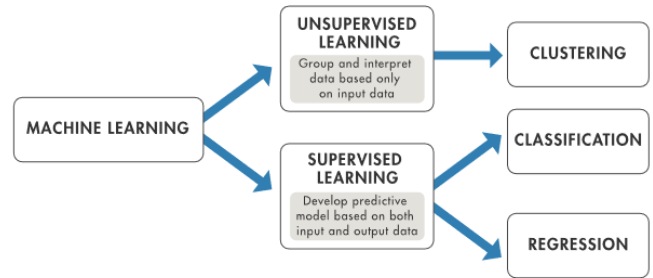 MACHINE LEARNING
UNSUPERVISED
LEARNING
Group and interpret
data based only
on input data
CLUSTERING
SUPERVISED
LEARNING
Develop predictive
model based on both
input and output data
CLASSIFICATION
REGRESSION